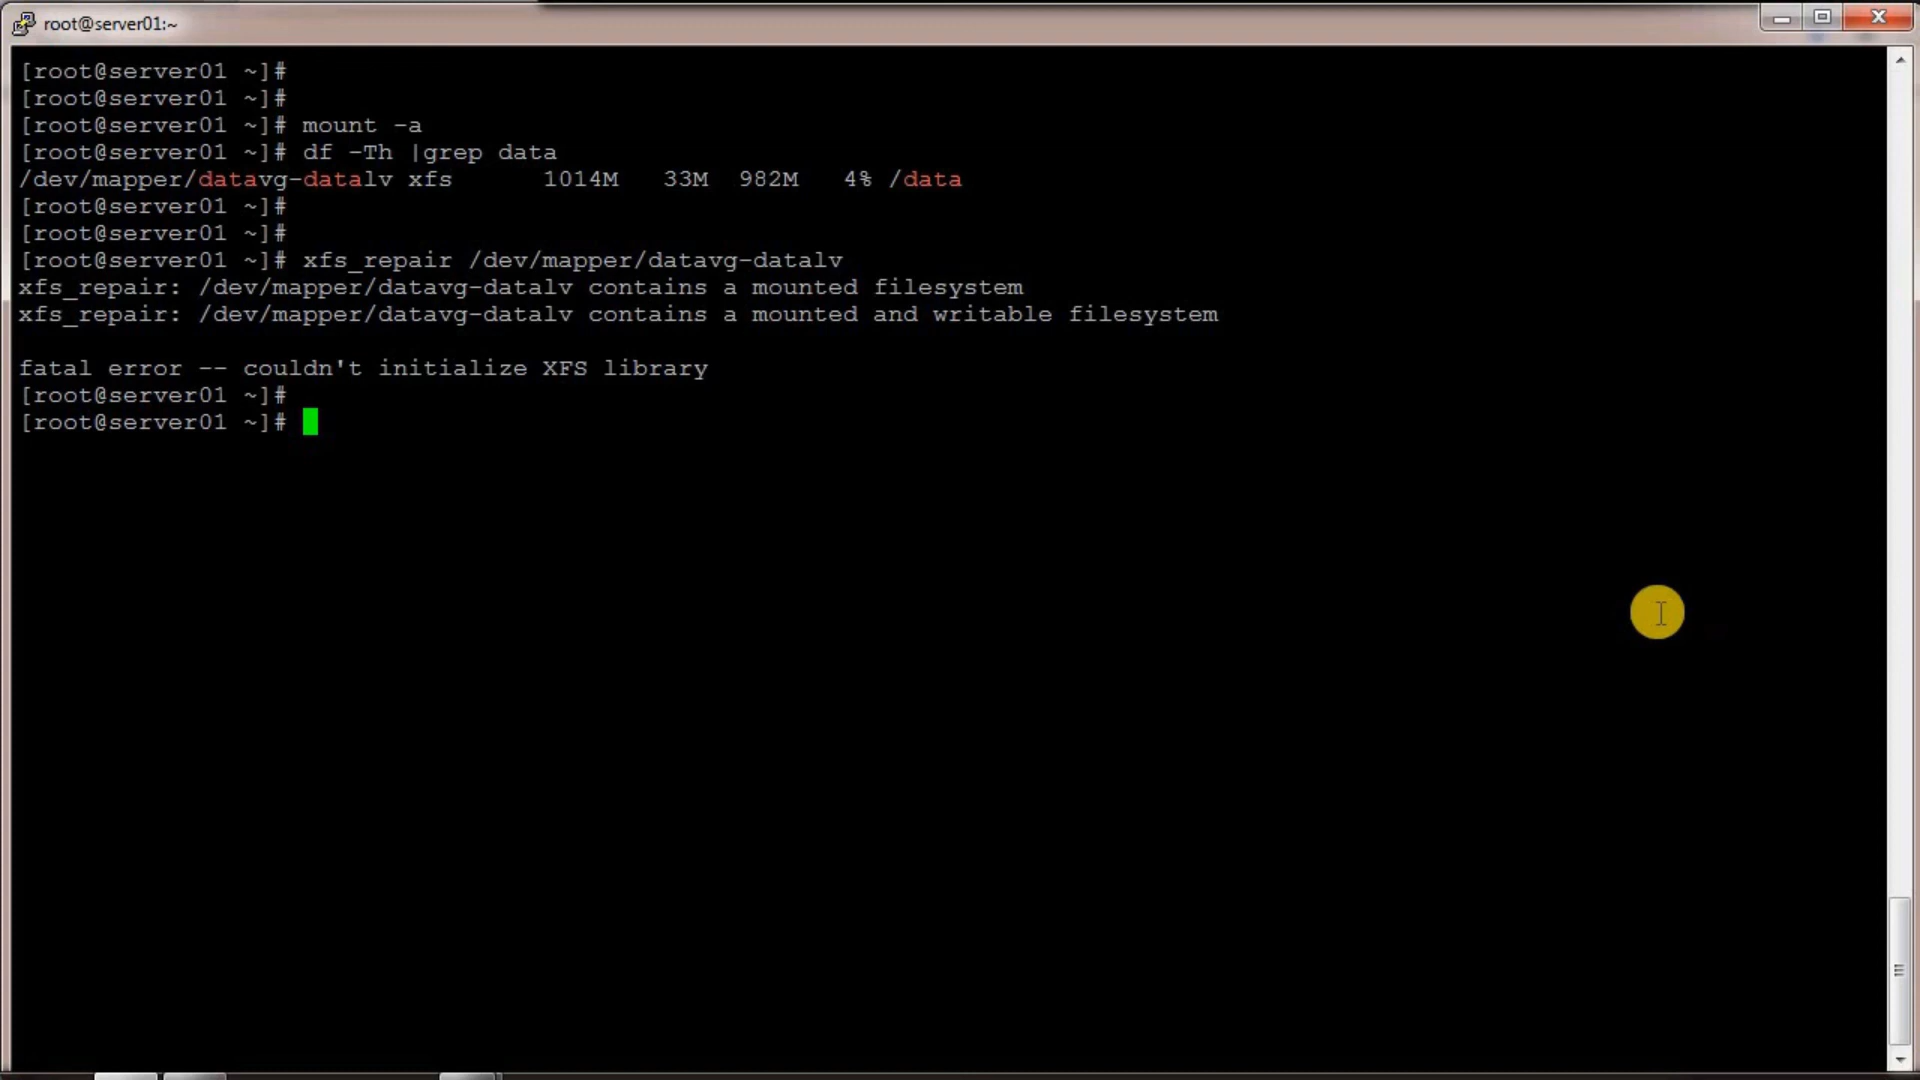 root@server01:~
[root@server01 ~]#
[root@server01 ~]#
[root@server01 ~]# mount -a
[root@server01 ~]# df -Th |grep data
/dev/mapper/datavg-datalv xfs      1014M   33M  982M   4% /data
[root@server01 ~]#
[root@server01 ~]#
[root@server01 ~]# xfs_repair /dev/mapper/datavg-datalv
xfs_repair: /dev/mapper/datavg-datalv contains a mounted filesystem
xfs_repair: /dev/mapper/datavg-datalv contains a mounted and writable filesystem
fatal error -- couldn't initialize XFS library
[root@server01 ~]#
[root@server01 ~]#